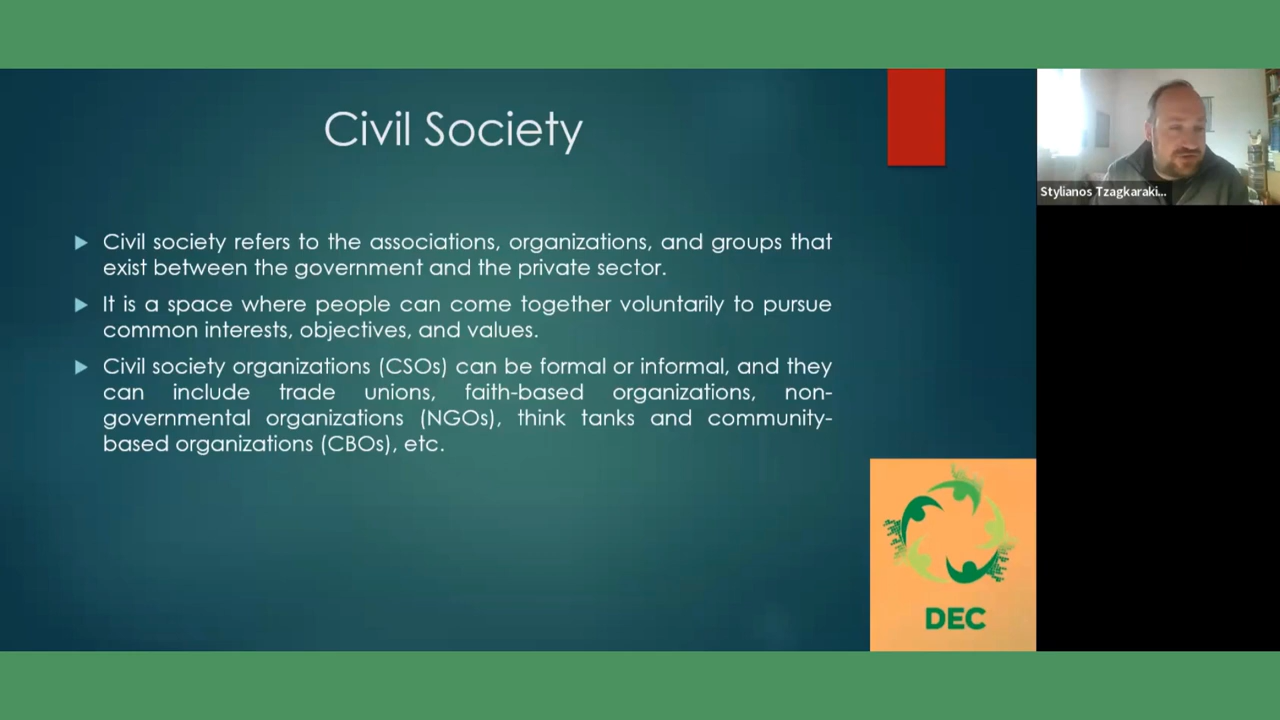 Civil Society
Civil society refers to the associations, organizations, and groups that
exist between the government and the private sector.
It is a space where people can come together voluntarily to pursue
common interests, objectives, and values.
Civil society organizations (CSOs) can be formal or informal, and they
can include trade unions, faith-based organizations, non-
governmental organizations (NGOs), think tanks and community-
based organizations (CBOs), etc.
DEC
Stylianos Tzagkaraki...